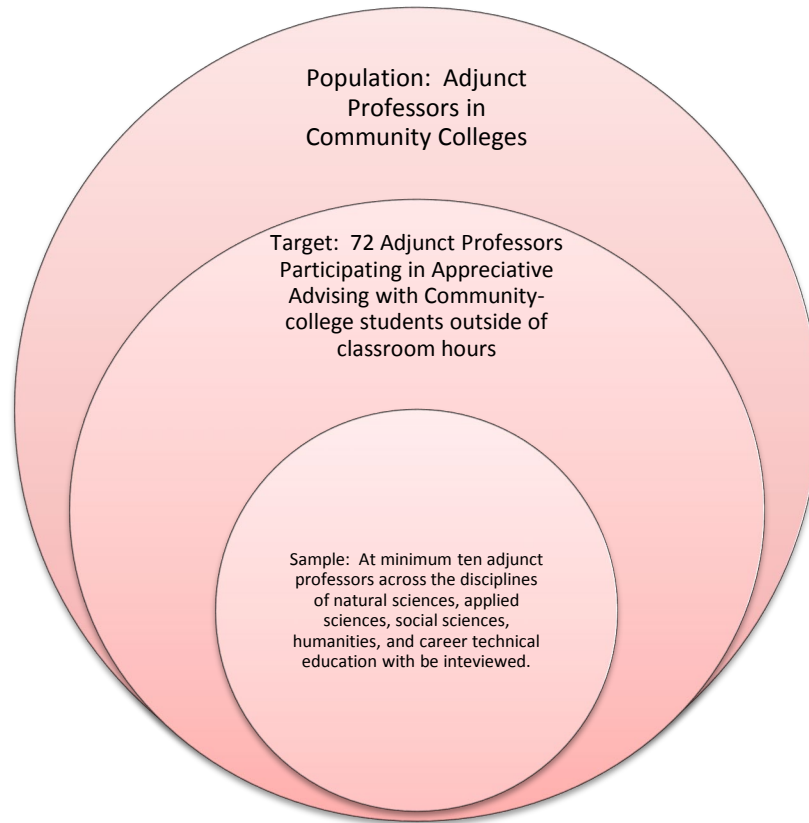 Population:  Adjunct
Professors in
Community Colleges
Target:  72 Adjunct Professors
Participating in Appreciative
Advising with Community-
college students outside of
classroom hours
Sample:  At minimum ten adjunct
professors across the disciplines
of natural sciences, applied
sciences, social sciences,
humanities, and career technical
education with be inteviewed.